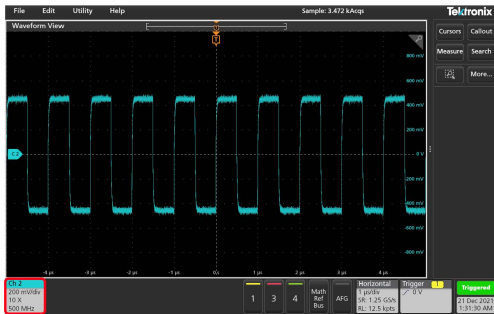 File Edit Utility Help Sample: 3.472 kAcqs Tektronix
Waveform View
Cursors Callout
Measure Search
More...
800 mV
600 mV
400 mV
200 mV
C2 0 V
-200 mV
-400 mV
-600 mV
-800 mV
-4 µs -3 µs -2 µs -1 µs 0 s 1 µs 2 µs 3 µs 4 µs
Ch 2
200 mV/div
10 X
500 MHz
1 3 4
Math
Ref
Bus
AFG
Horizontal
1 µs/div
SR: 1.25 GS/s
RL: 12.5 kpts
Trigger 1
0 V
Triggered
21 Dec 2021
1:31:30 AM